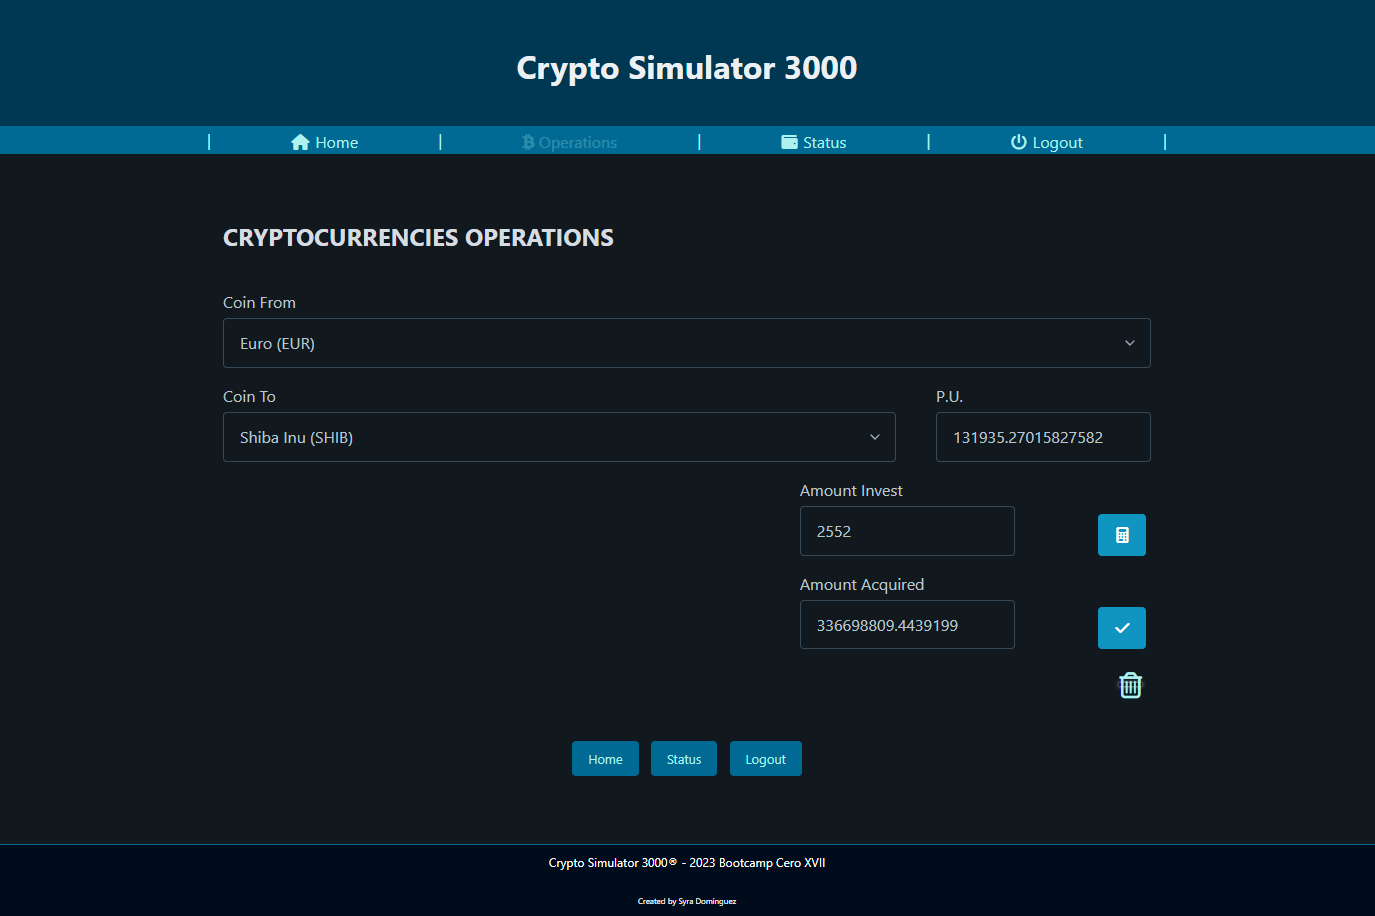 Crypto Simulator 3000
| Home | Operations | Status | Logout |
CRYPTOCURRENCIES OPERATIONS
Coin From
Euro (EUR)
Coin To P.U.
Shiba Inu (SHIB) 131935.27015827582
Amount Invest
2552
Amount Acquired
336698809.4439199
Home Status Logout
Crypto Simulator 3000® - 2023 Bootcamp Cero XVII
Created by Syra Dominguez